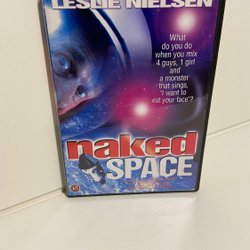 LESLIE NIELSEN
What
do you do
when you mix
4 guys, 1 girl
and a
monster
that sings,
"I want to
eat your face"?
naked
SPACE